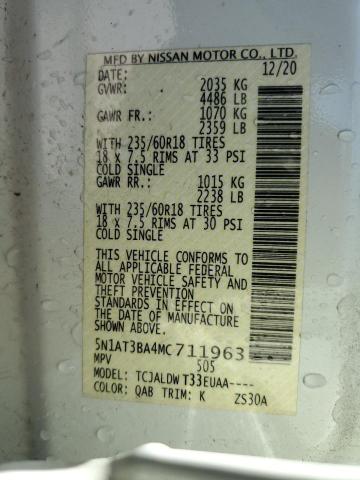 MFD BY NISSAN MOTOR CO., LTD.
DATE: 12/20
GVWR: 2035 KG
4486 LB
GAWR FR.: 1070 KG
2359 LB
WITH 235/60R18 TIRES
18 x 7.5 RIMS AT 33 PSI
COLD SINGLE
GAWR RR.: 1015 KG
2238 LB
WITH 235/60R18 TIRES
18 x 7.5 RIMS AT 30 PSI
COLD SINGLE
THIS VEHICLE CONFORMS TO
ALL APPLICABLE FEDERAL
MOTOR VEHICLE SAFETY AND
THEFT PREVENTION
STANDARDS IN EFFECT ON
THE DATE OF MANUFACTURE
SHOWN ABOVE.
5N1AT3BA4MC711963
MPV 505
MODEL: TCJALDW T33EUAA----
COLOR: QAB TRIM: K ZS30A